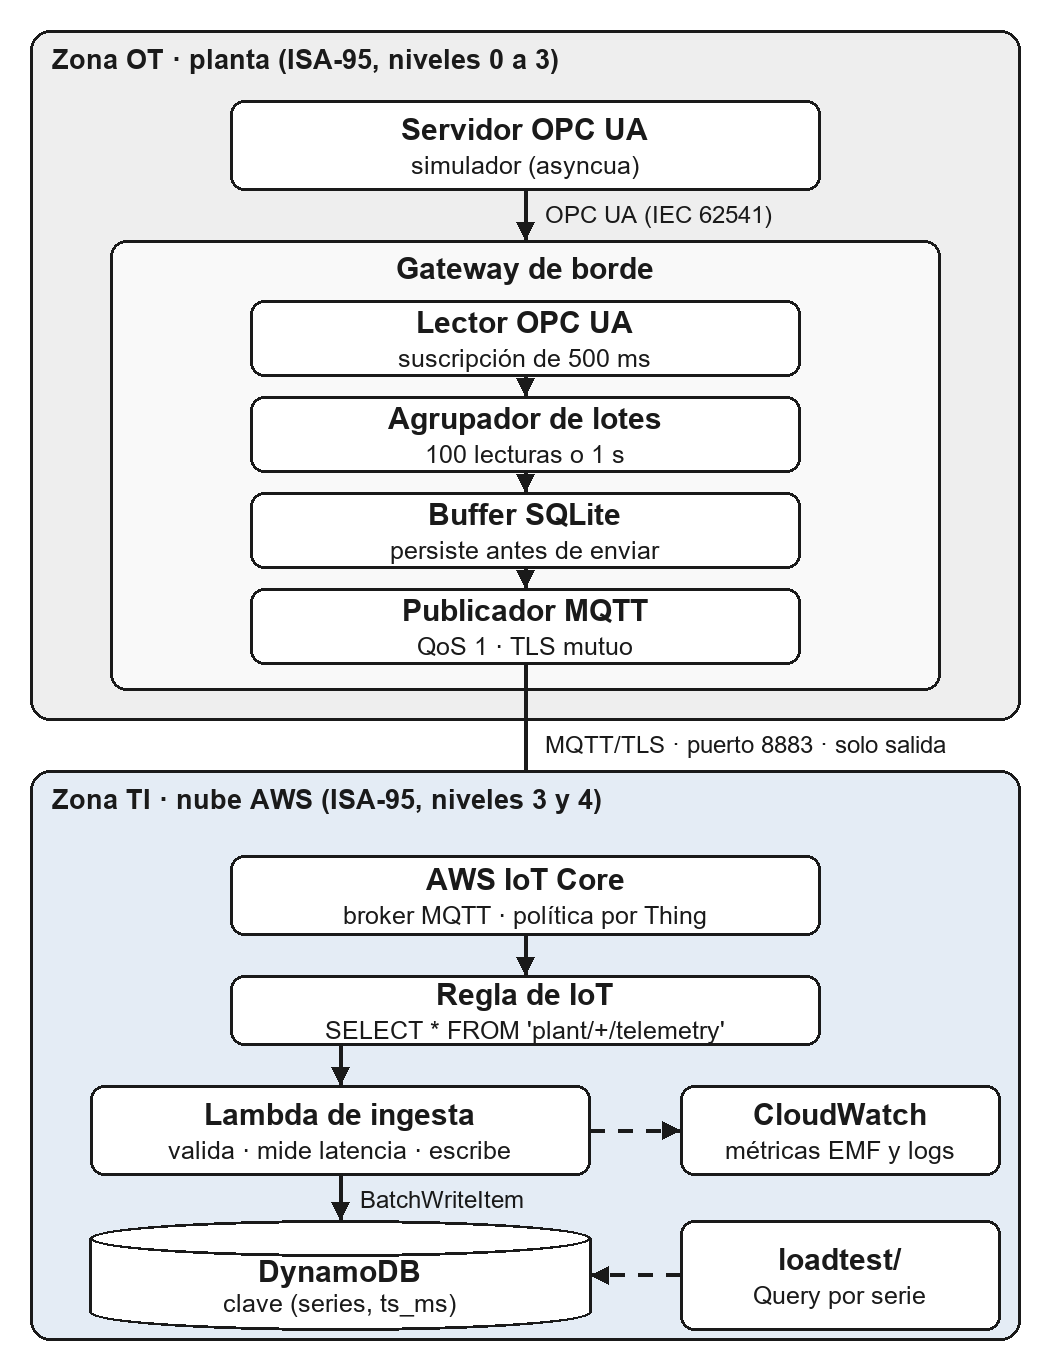 Zona OT · planta (ISA-95, niveles 0 a 3)
Servidor OPC UA
simulador (asyncua)
OPC UA (IEC 62541)
Gateway de borde
Lector OPC UA
suscripción de 500 ms
Agrupador de lotes
100 lecturas o 1 s
Buffer SQLite
persiste antes de enviar
Publicador MQTT
QoS 1 · TLS mutuo
MQTT/TLS · puerto 8883 · solo salida
Zona TI · nube AWS (ISA-95, niveles 3 y 4)
AWS IoT Core
broker MQTT · política por Thing
Regla de IoT
SELECT * FROM 'plant/+/telemetry'
Lambda de ingesta
valida · mide latencia · escribe
CloudWatch
métricas EMF y logs
BatchWriteItem
DynamoDB
clave (series, ts_ms)
loadtest/
Query por serie